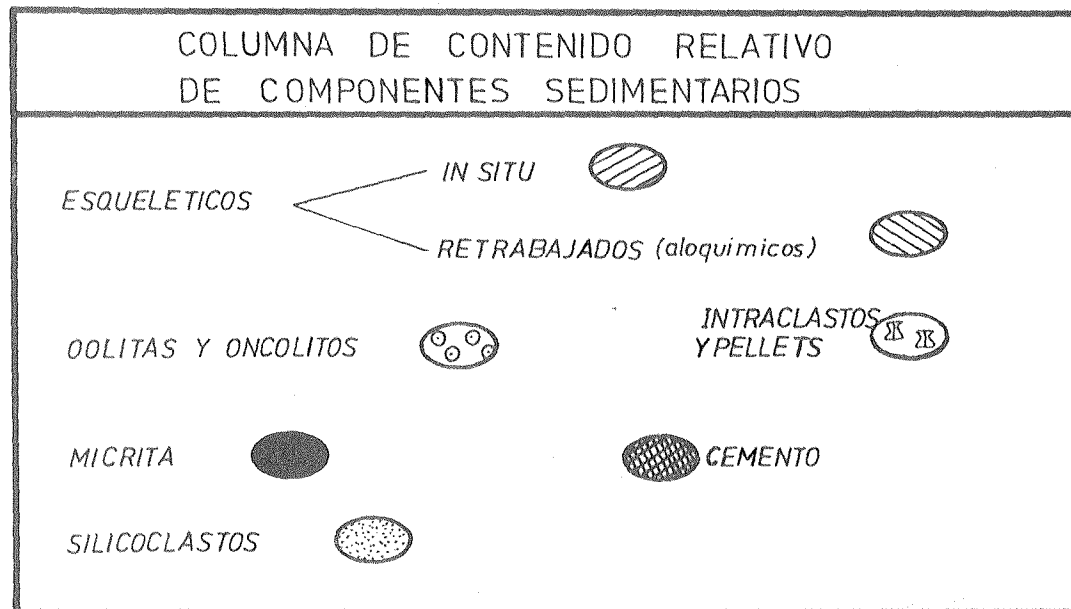 COLUMNA DE CONTENIDO RELATIVO
DE COMPONENTES SEDIMENTARIOS
ESQUELETICOS
IN SITU
RETRABAJADOS (aloquimicos)
OOLITAS Y ONCOLITOS
INTRACLASTOS
Y PELLETS
MICRITA
CEMENTO
SILICOCLASTOS